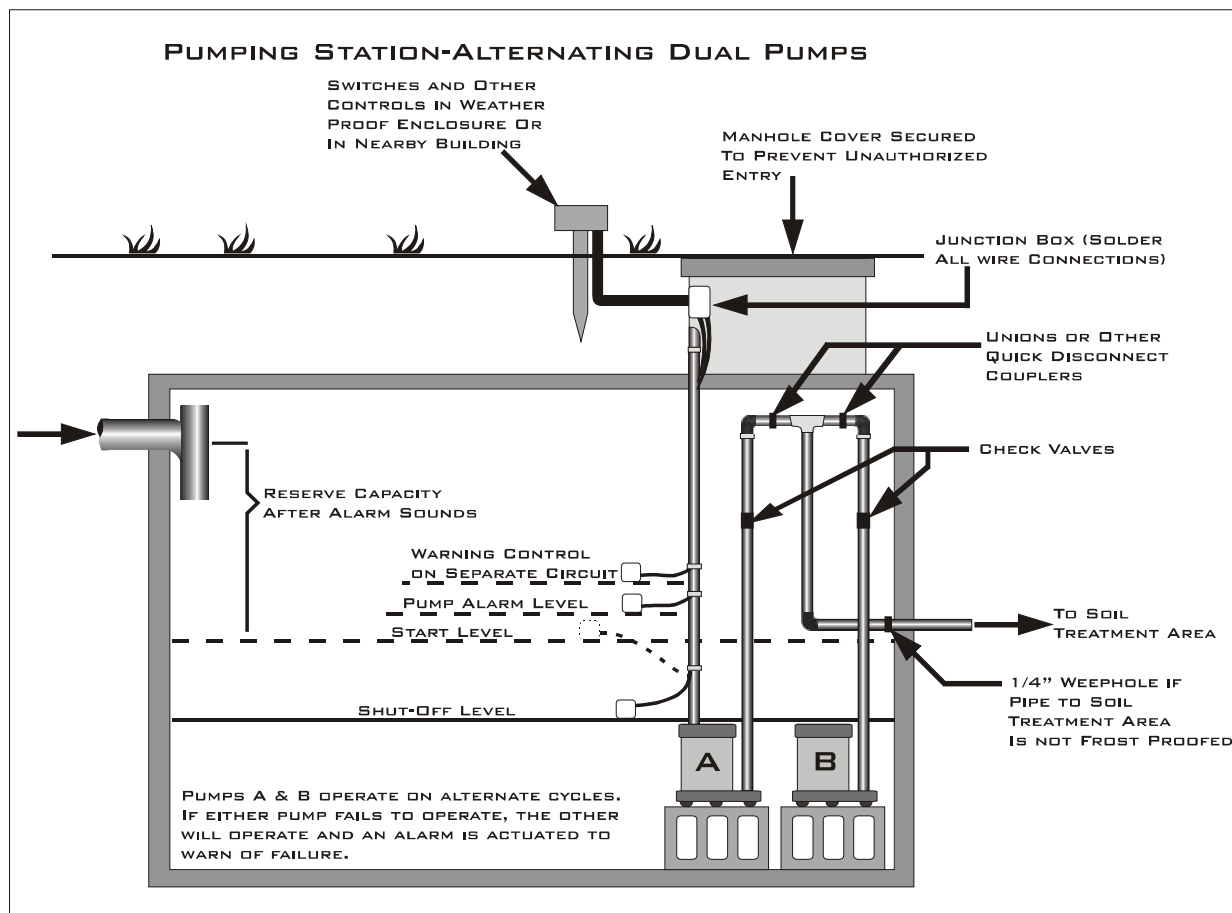 Pumping Station-Alternating Dual Pumps
Switches and Other
Controls in Weather
Proof Enclosure Or
In Nearby Building
Manhole Cover Secured
To Prevent Unauthorized
Entry
Junction Box (Solder
All wire Connections)
Unions or Other
Quick Disconnect
Couplers
Check Valves
Reserve Capacity
After Alarm Sounds
Warning Control
on Separate Circuit
Pump Alarm Level
Start Level
To Soil
Treatment Area
1/4” Weephole if
Pipe to Soil
Treatment Area
Is not Frost Proofed
Shut-Off Level
A
B
Pumps A & B operate on alternate cycles.
If either pump fails to operate, the other
will operate and an alarm is actuated to
warn of failure.